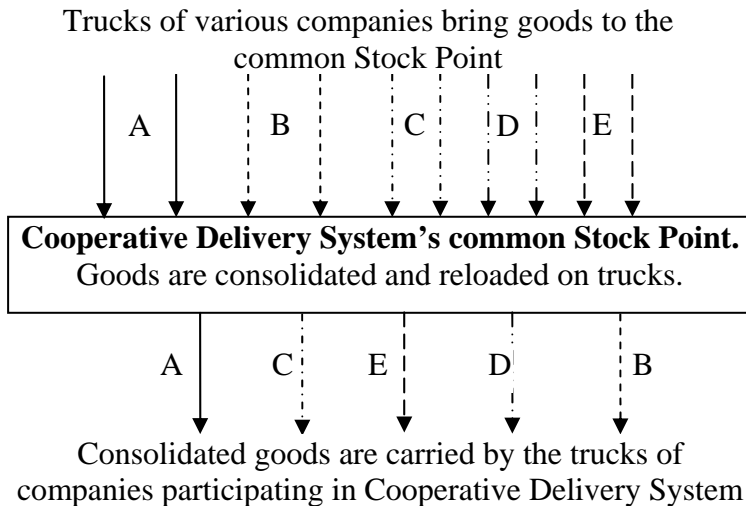 Trucks of various companies bring goods to the
common Stock Point
A B C D E
Cooperative Delivery System's common Stock Point.
Goods are consolidated and reloaded on trucks.
A C E D B
Consolidated goods are carried by the trucks of
companies participating in Cooperative Delivery System